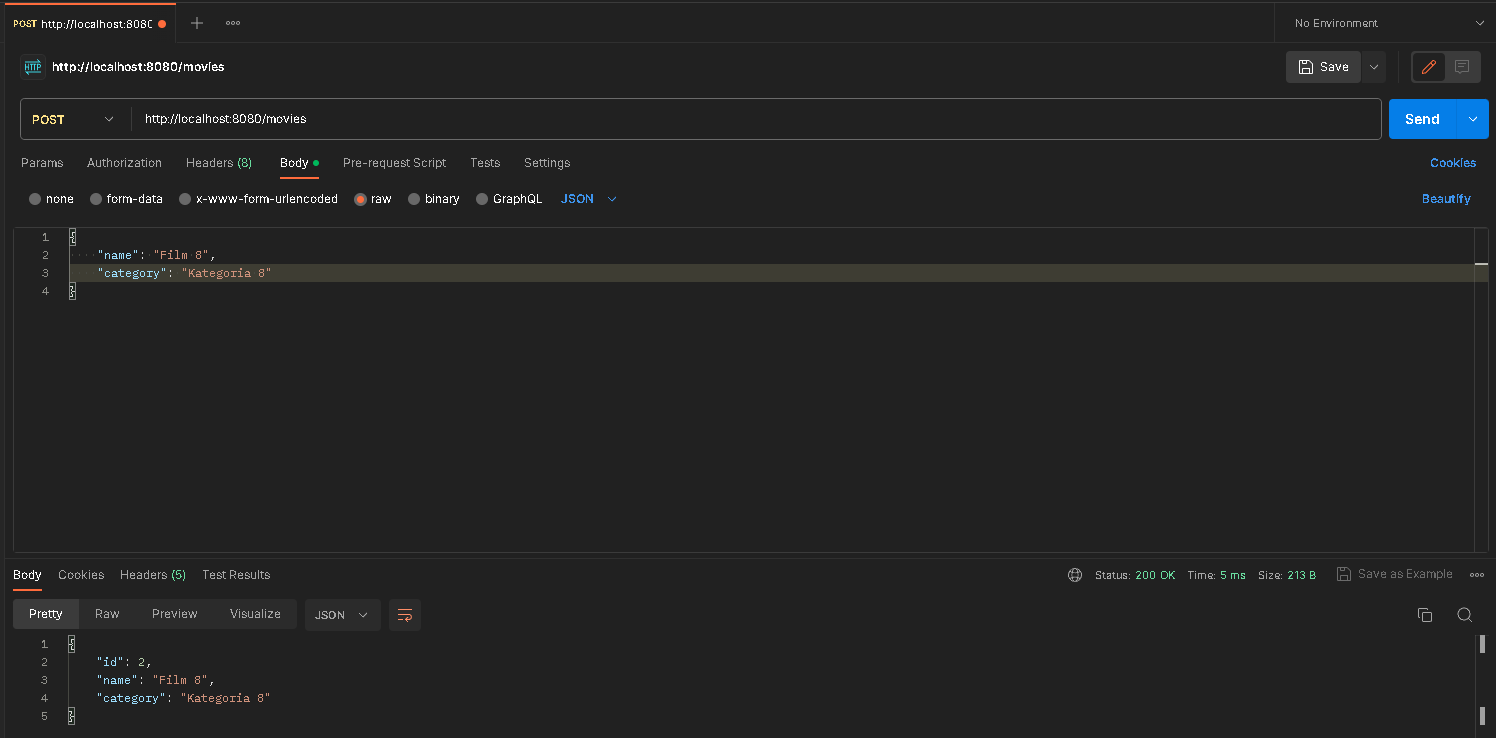 POST http://localhost:8080
No Environment
HTTP http://localhost:8080/movies
Save
POST http://localhost:8080/movies
Send
Params Authorization Headers (8) Body Pre-request Script Tests Settings
Cookies
none form-data x-www-form-urlencoded raw binary GraphQL JSON
Beautify
1 {
2 "name": "Film 8",
3 "category": "Kategoria 8"
4 }
Body Cookies Headers (5) Test Results
Status: 200 OK Time: 5 ms Size: 213 B Save as Example
Pretty Raw Preview Visualize JSON
1 {
2 "id": 2,
3 "name": "Film 8",
4 "category": "Kategoria 8"
5 }